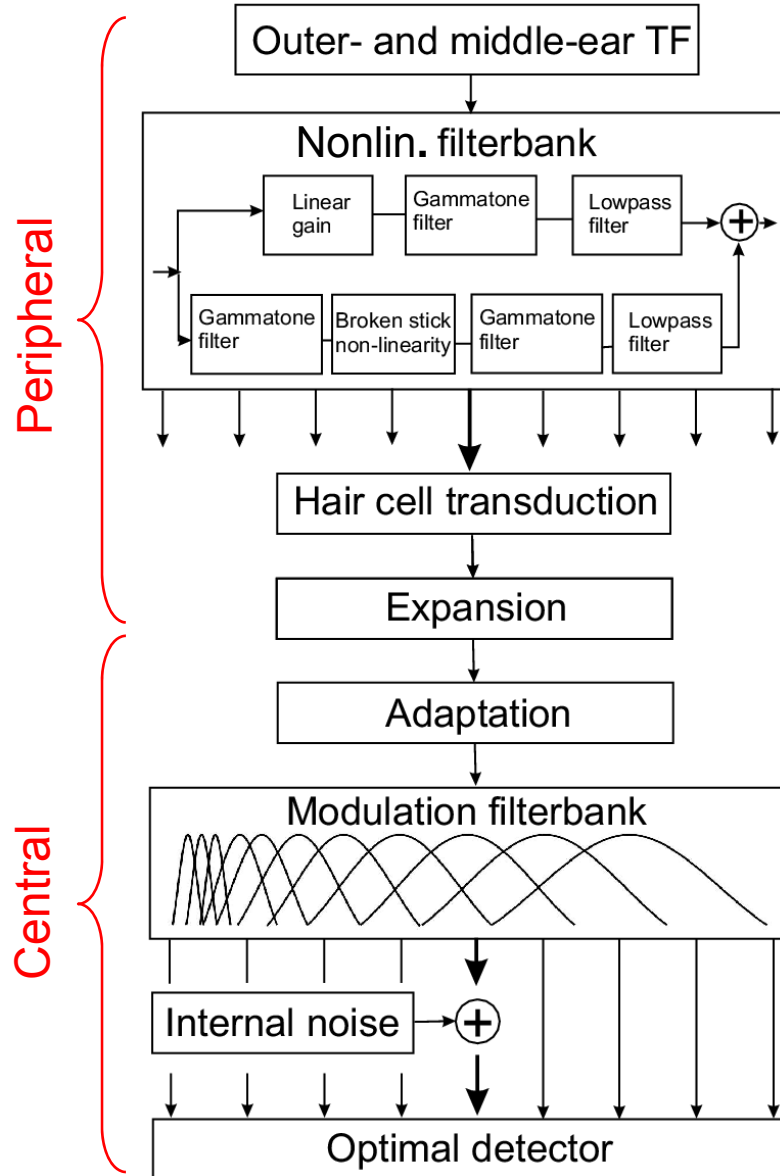 Outer- and middle-ear TF
Nonlin. filterbank
Linear
gain
Gammatone
filter
Lowpass
filter
+
Gammatone
filter
Broken stick
non-linearity
Gammatone
filter
Lowpass
filter
Peripheral
Hair cell transduction
Expansion
Adaptation
Modulation filterbank
Central
Internal noise
+
Optimal detector